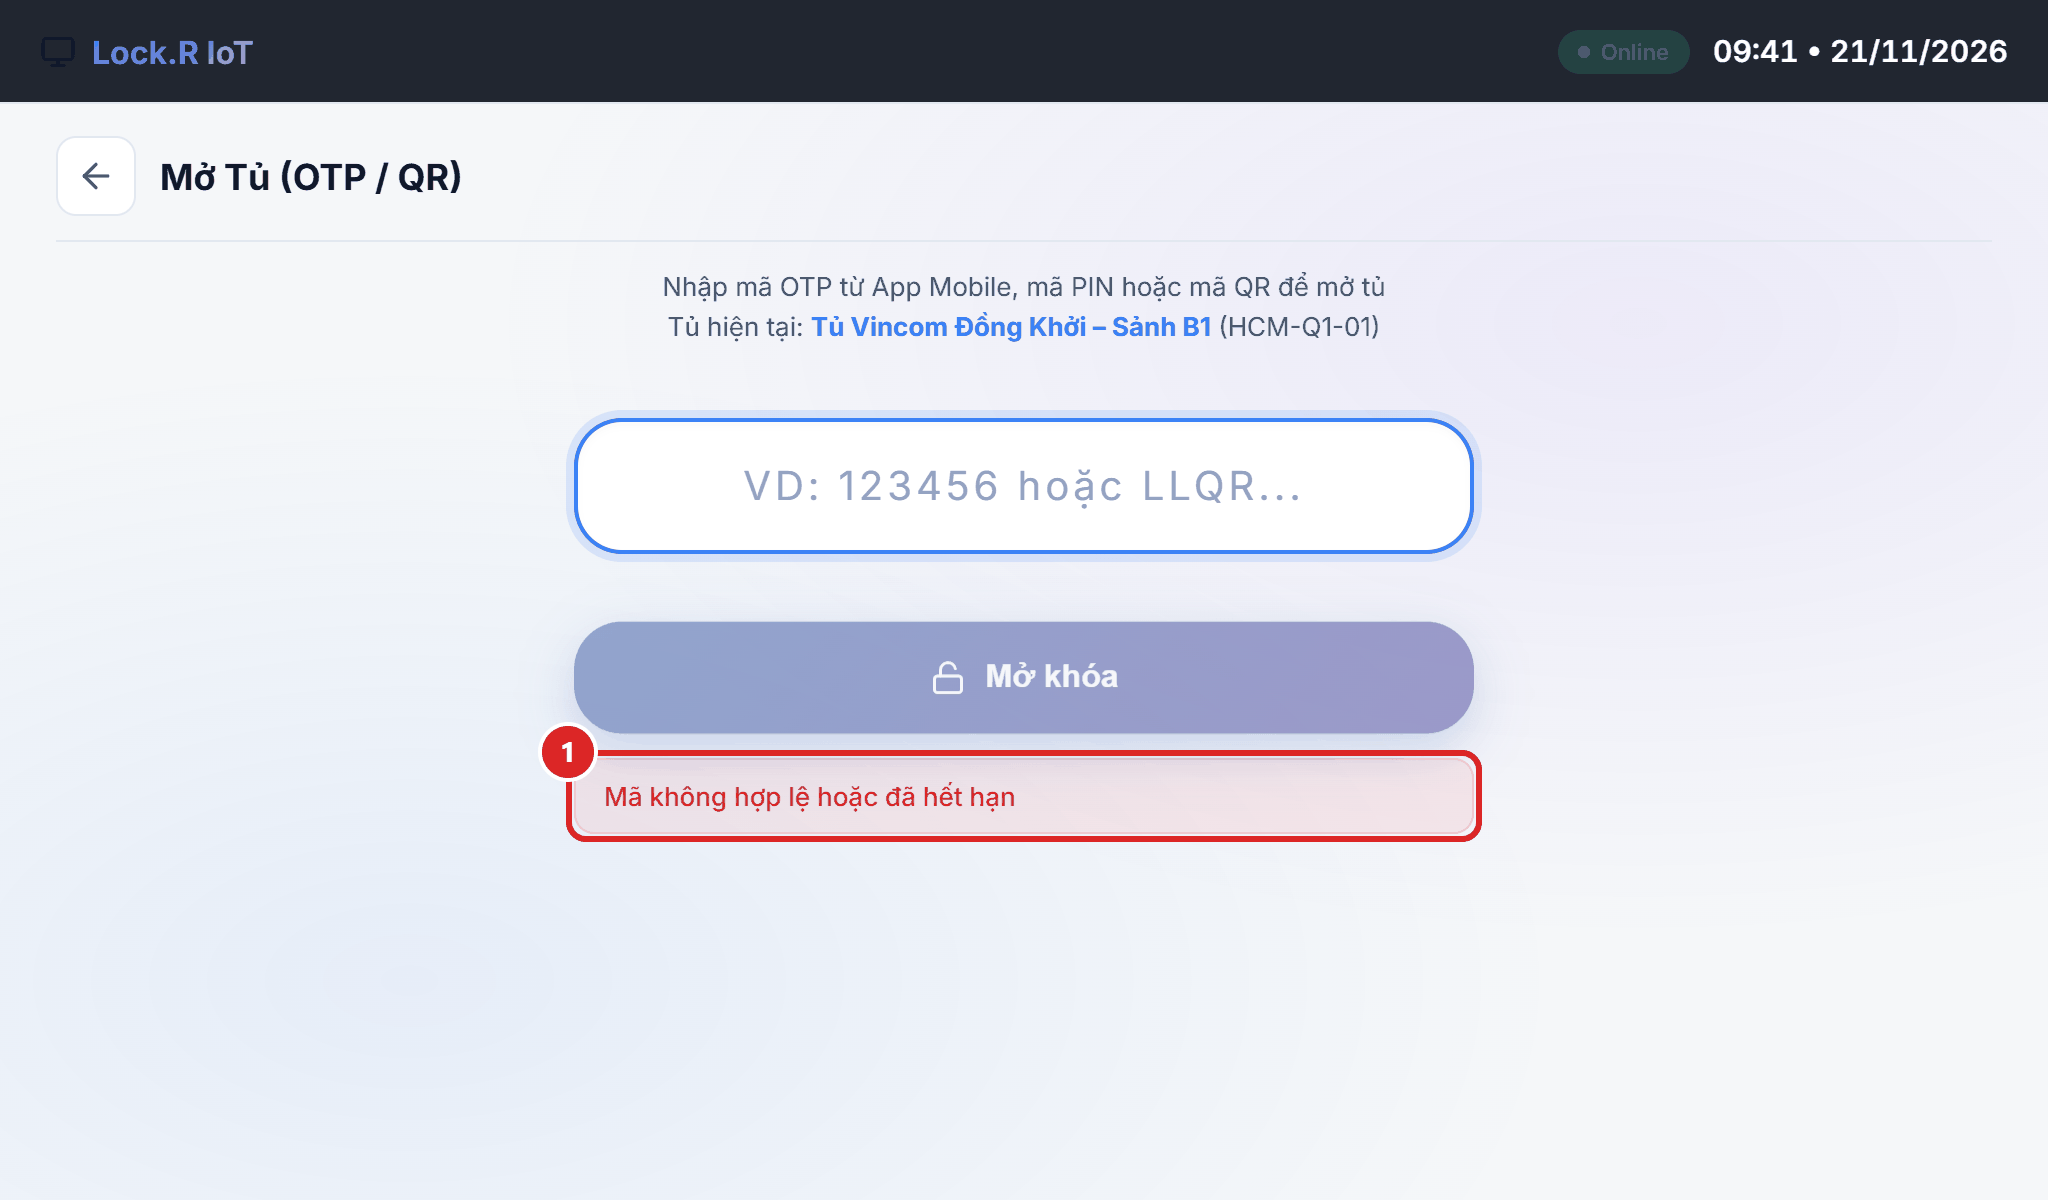 Lock.R IoT
Online
09:41 • 21/11/2026
Mở Tủ (OTP / QR)
Nhập mã OTP từ App Mobile, mã PIN hoặc mã QR để mở tủ
Tủ hiện tại: Tủ Vincom Đồng Khởi – Sảnh B1 (HCM-Q1-01)
VD: 123456 hoặc LLQR...
Mở khóa
1
Mã không hợp lệ hoặc đã hết hạn